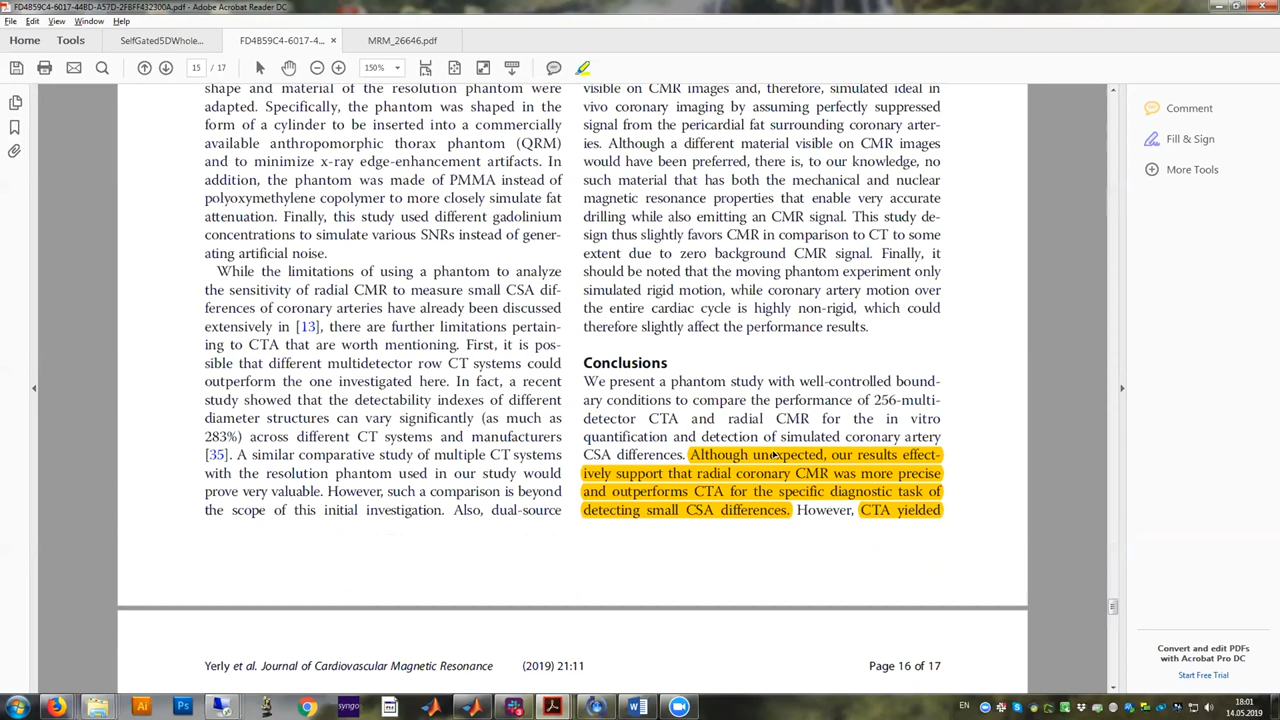 FD4B59C4-6017-44BD-A57D-2FBFF432300A.pdf - Adobe Acrobat Reader DC
File Edit View Window Help
Home Tools SelfGated5DWhole... FD4B59C4-6017-4... × MRM_26646.pdf
15 / 17 150%
shape and material of the resolution phantom were
adapted. Specifically, the phantom was shaped in the
form of a cylinder to be inserted into a commercially
available anthropomorphic thorax phantom (QRM)
and to minimize x-ray edge-enhancement artifacts. In
addition, the phantom was made of PMMA instead of
polyoxymethylene copolymer to more closely simulate fat
attenuation. Finally, this study used different gadolinium
concentrations to simulate various SNRs instead of gener-
ating artificial noise.
While the limitations of using a phantom to analyze
the sensitivity of radial CMR to measure small CSA dif-
ferences of coronary arteries have already been discussed
extensively in [13], there are further limitations pertain-
ing to CTA that are worth mentioning. First, it is pos-
sible that different multidetector row CT systems could
outperform the one investigated here. In fact, a recent
study showed that the detectability indexes of different
diameter structures can vary significantly (as much as
283%) across different CT systems and manufacturers
[35]. A similar comparative study of multiple CT systems
with the resolution phantom used in our study would
prove very valuable. However, such a comparison is beyond
the scope of this initial investigation. Also, dual-source
visible on CMR images and, therefore, simulated ideal in
vivo coronary imaging by assuming perfectly suppressed
signal from the pericardial fat surrounding coronary arter-
ies. Although a different material visible on CMR images
would have been preferred, there is, to our knowledge, no
such material that has both the mechanical and nuclear
magnetic resonance properties that enable very accurate
drilling while also emitting an CMR signal. This study de-
sign thus slightly favors CMR in comparison to CT to some
extent due to zero background CMR signal. Finally, it
should be noted that the moving phantom experiment only
simulated rigid motion, while coronary artery motion over
the entire cardiac cycle is highly non-rigid, which could
therefore slightly affect the performance results.
Conclusions
We present a phantom study with well-controlled bound-
ary conditions to compare the performance of 256-multi-
detector CTA and radial CMR for the in vitro
quantification and detection of simulated coronary artery
CSA differences. Although unexpected, our results effect-
ively support that radial coronary CMR was more precise
and outperforms CTA for the specific diagnostic task of
detecting small CSA differences. However, CTA yielded
Yerly et al. Journal of Cardiovascular Magnetic Resonance (2019) 21:11 Page 16 of 17
Comment
Fill & Sign
More Tools
Convert and edit PDFs
with Acrobat Pro DC
Start Free Trial
Ai Ps syngo W EN 18:01
14.05.2019